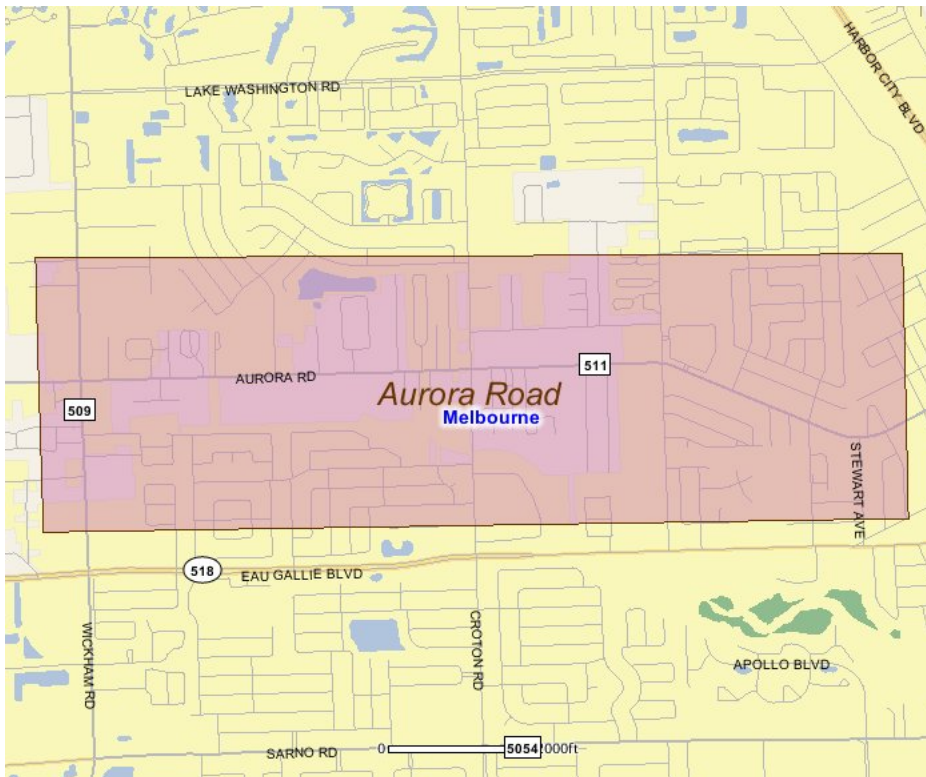 HARBOR CITY BLVD
LAKE WASHINGTON RD
511
AURORA RD
Aurora Road
509
Melbourne
STEWART AVE
518
EAU GALLIE BLVD
WICKHAM RD
CROTON RD
APOLLO BLVD
SARNO RD
0
5054
000ft